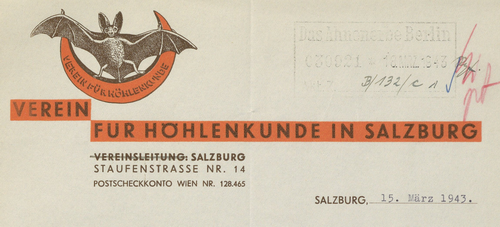 VEREIN FÜR HÖHLENKUNDE
Das Ahnenerbe Berlin
B/132/c 1
VEREIN
FÜR HÖHLENKUNDE IN SALZBURG
VEREINSLEITUNG: SALZBURG
STAUFENSTRASSE NR. 14
POSTSCHECKKONTO WIEN NR. 128.465
SALZBURG, 15. März 1943.